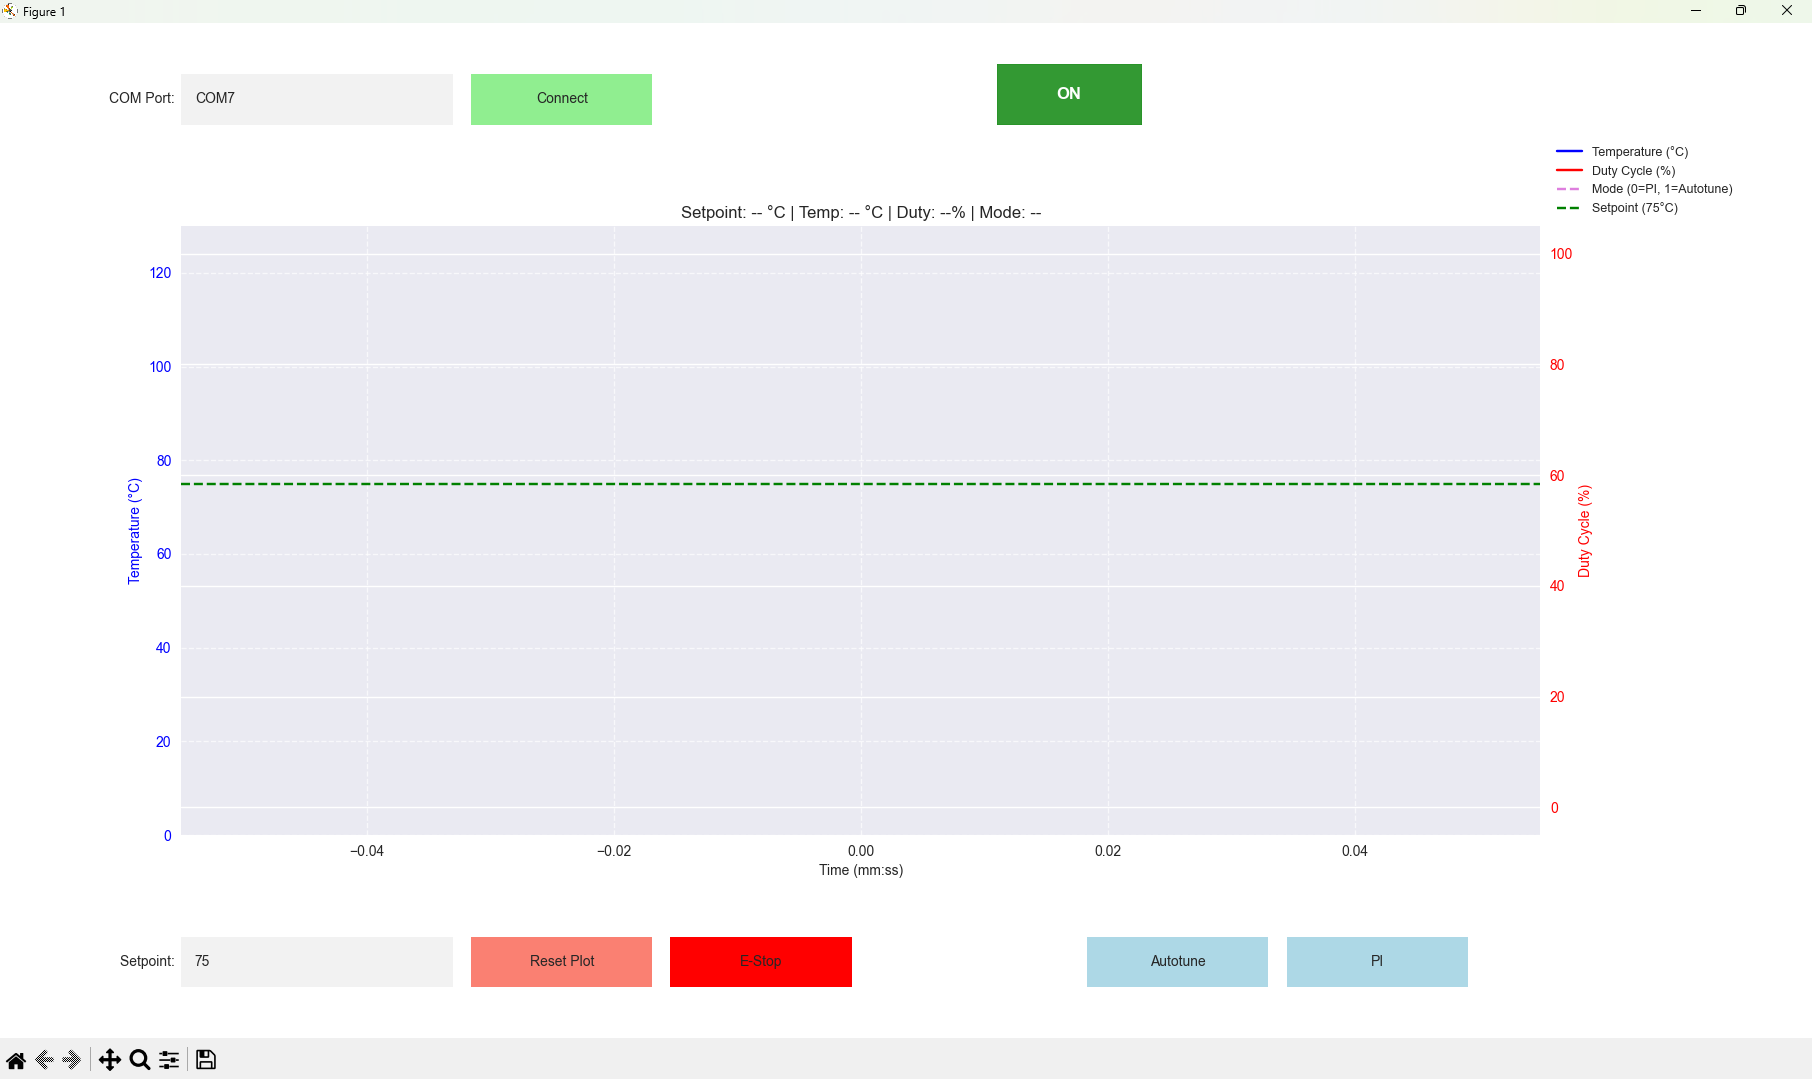 Figure 1
COM Port: COM7 Connect ON
Temperature (°C)
Duty Cycle (%)
Mode (0=PI, 1=Autotune)
Setpoint (75°C)
Setpoint: -- °C | Temp: -- °C | Duty: --% | Mode: --
120
100
80
60
40
20
0
Temperature (°C)
100
80
60
40
20
0
Duty Cycle (%)
−0.04 −0.02 0.00 0.02 0.04
Time (mm:ss)
Setpoint: 75 Reset Plot E-Stop Autotune PI